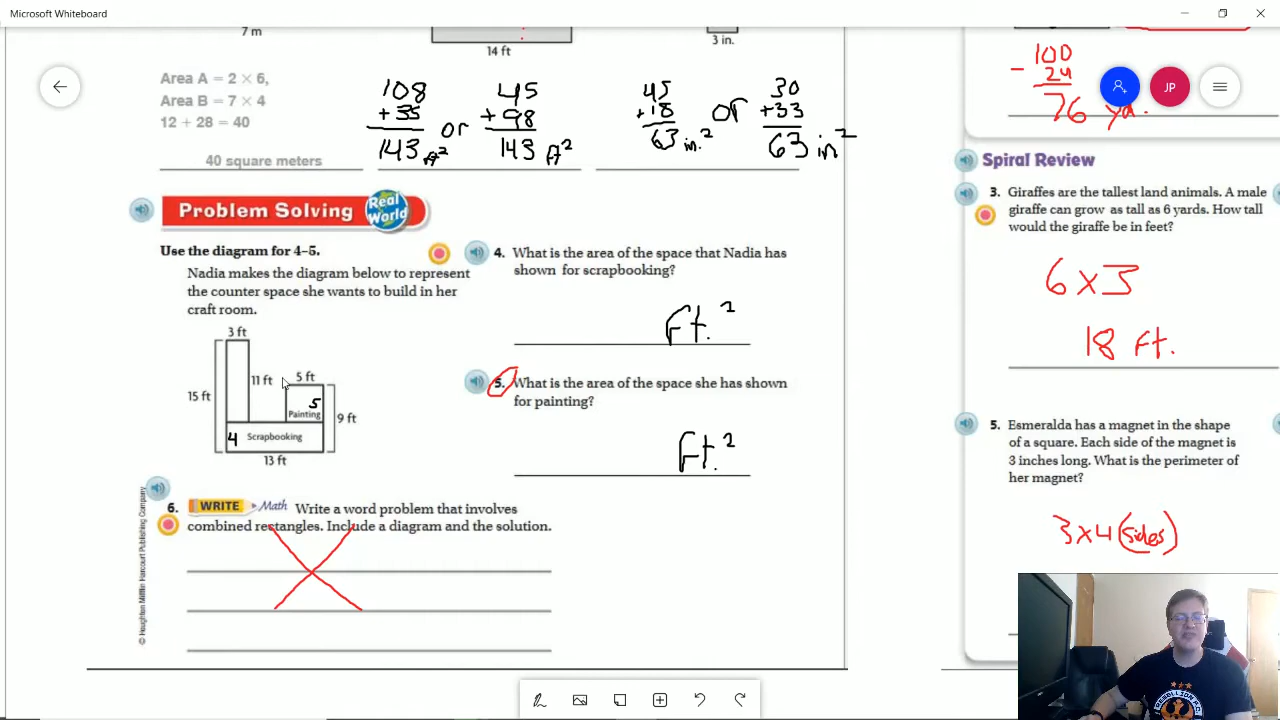 Microsoft Whiteboard
7 m
14 ft
3 in.
Area A = 2 × 6,
Area B = 7 × 4
12 + 28 = 40
40 square meters
108
+ 35
143 ft²
or
45
+ 98
143 ft²
45
+ 18
63 in.²
or
30
+ 33
63 in²
Problem Solving Real World
Use the diagram for 4–5.
Nadia makes the diagram below to represent
the counter space she wants to build in her
craft room.
3 ft
11 ft
5 ft
15 ft
5
Painting
9 ft
4 Scrapbooking
13 ft
4. What is the area of the space that Nadia has
shown for scrapbooking?
Ft.²
5. What is the area of the space she has shown
for painting?
Ft.²
6. WRITE Math Write a word problem that involves
combined rectangles. Include a diagram and the solution.
© Houghton Mifflin Harcourt Publishing Company
100
- 24
76 yd.
JP
Spiral Review
3. Giraffes are the tallest land animals. A male
giraffe can grow as tall as 6 yards. How tall
would the giraffe be in feet?
6 x 3
18 Ft.
5. Esmeralda has a magnet in the shape
of a square. Each side of the magnet is
3 inches long. What is the perimeter of
her magnet?
3 x 4 (sides)